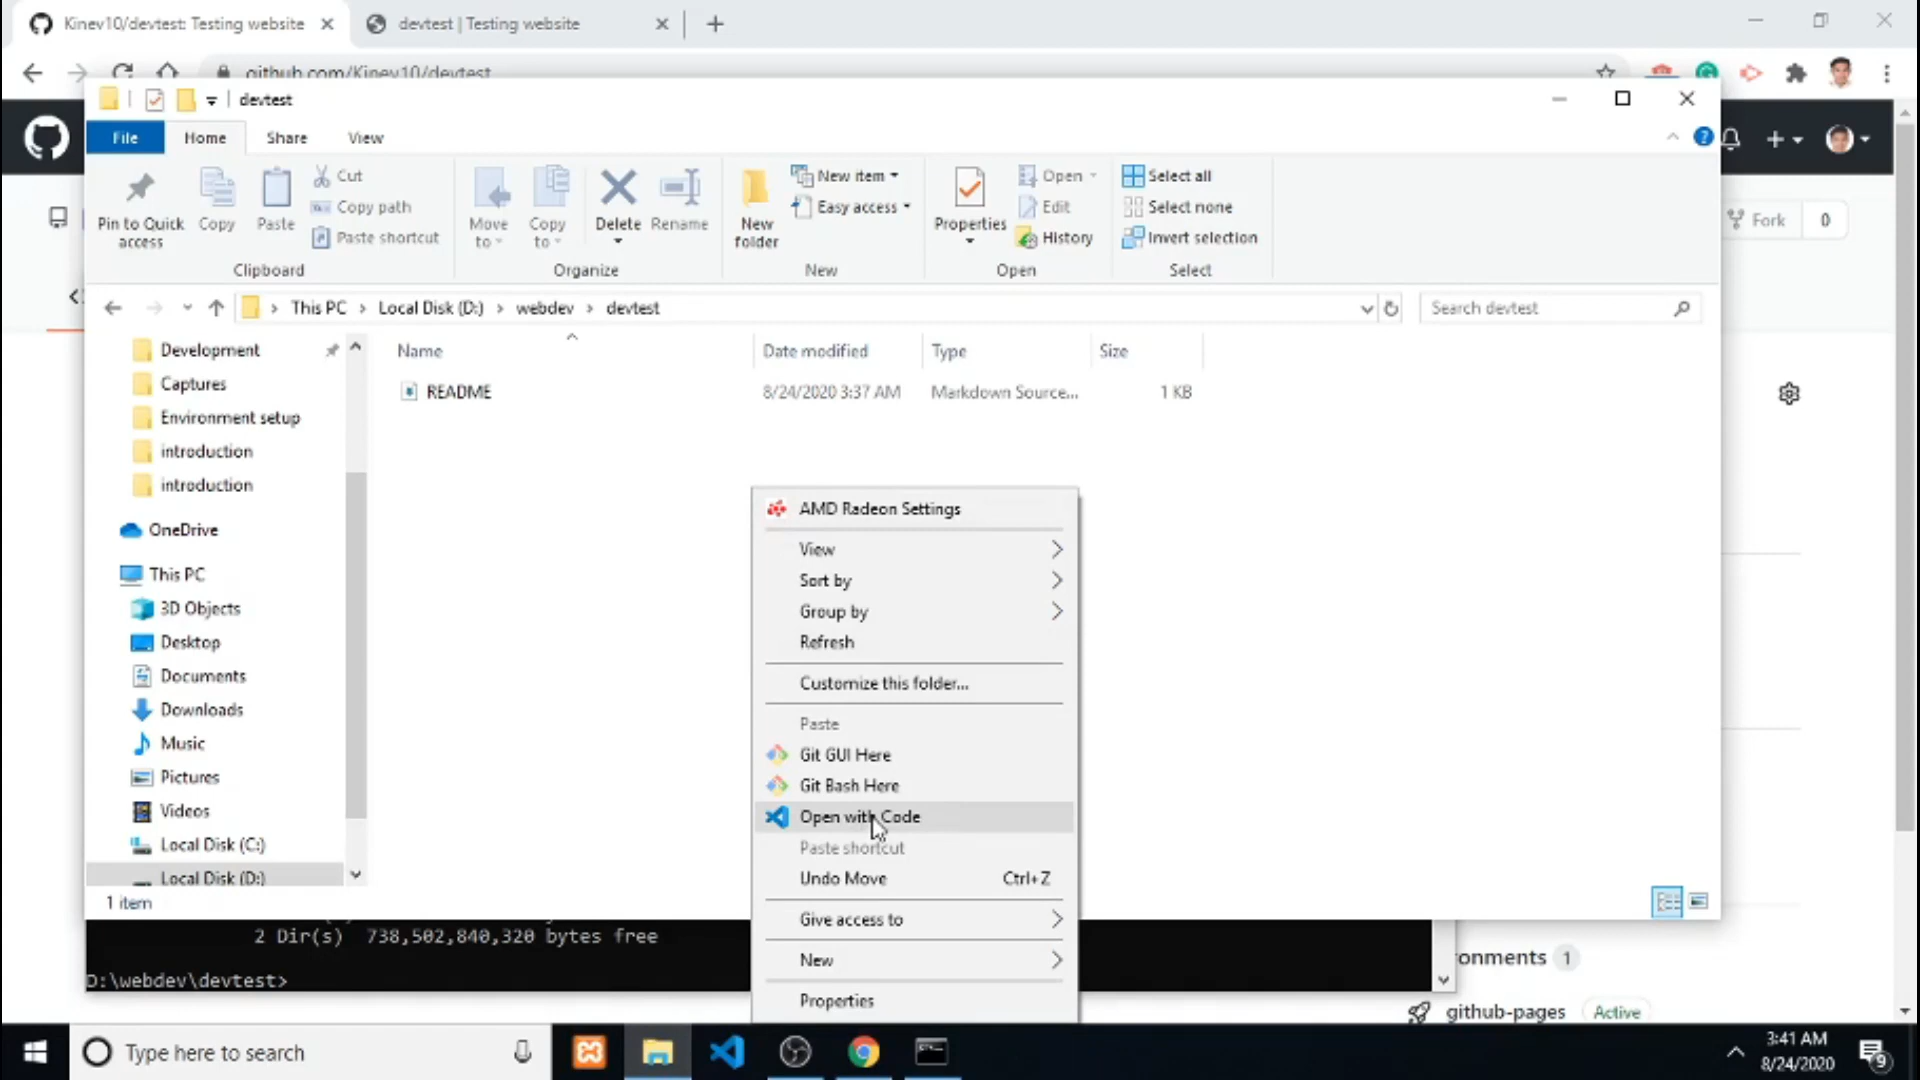 Kinev10/devtest: Testing website
devtest | Testing website
github.com/Kinev10/devtest
devtest
File
Home
Share
View
Pin to Quick
access
Copy
Paste
Cut
Copy path
Paste shortcut
Clipboard
Move
to
Copy
to
Delete
Rename
Organize
New
folder
New item
Easy access
New
Properties
Open
Edit
History
Open
Select all
Select none
Invert selection
Select
Fork
0
This PC
Local Disk (D:)
webdev
devtest
Search devtest
Name
Date modified
Type
Size
README
8/24/2020 3:37 AM
Markdown Source...
1 KB
Development
Captures
Environment setup
introduction
introduction
OneDrive
This PC
3D Objects
Desktop
Documents
Downloads
Music
Pictures
Videos
Local Disk (C:)
Local Disk (D:)
1 item
AMD Radeon Settings
View
Sort by
Group by
Refresh
Customize this folder...
Paste
Git GUI Here
Git Bash Here
Open with Code
Paste shortcut
Undo Move Ctrl+Z
Give access to
New
Properties
2 Dir(s) 738,502,840,320 bytes free
D:\webdev\devtest>
onments 1
github-pages Active
Type here to search
3:41 AM
8/24/2020
9